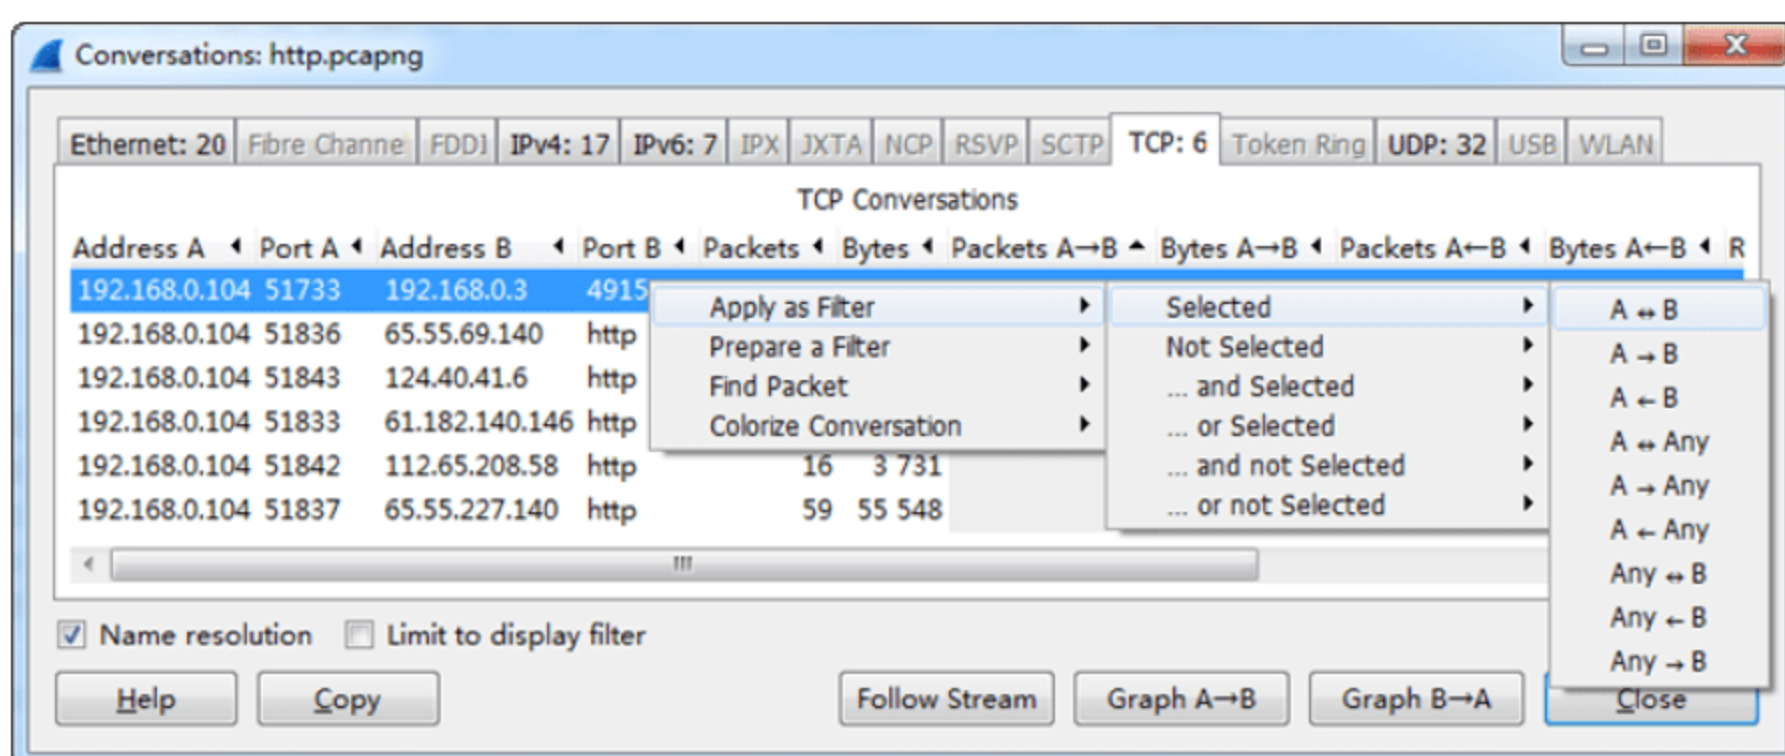 Conversations: http.pcapng
Ethernet: 20 Fibre Channe FDDI IPv4: 17 IPv6: 7 IPX JXTA NCP RSVP SCTP TCP: 6 Token Ring UDP: 32 USB WLAN
TCP Conversations
Address A Port A Address B Port B Packets Bytes Packets A→B Bytes A→B Packets A←B Bytes A←B R
192.168.0.104 51733 192.168.0.3 4915
192.168.0.104 51836 65.55.69.140 http
192.168.0.104 51843 124.40.41.6 http
192.168.0.104 51833 61.182.140.146 http
192.168.0.104 51842 112.65.208.58 http 16 3 731
192.168.0.104 51837 65.55.227.140 http 59 55 548
Apply as Filter
Prepare a Filter
Find Packet
Colorize Conversation
Selected
Not Selected
... and Selected
... or Selected
... and not Selected
... or not Selected
A ↔ B
A → B
A ← B
A ↔ Any
A → Any
A ← Any
Any ↔ B
Any ← B
Any → B
Name resolution Limit to display filter
Help Copy Follow Stream Graph A→B Graph B→A Close